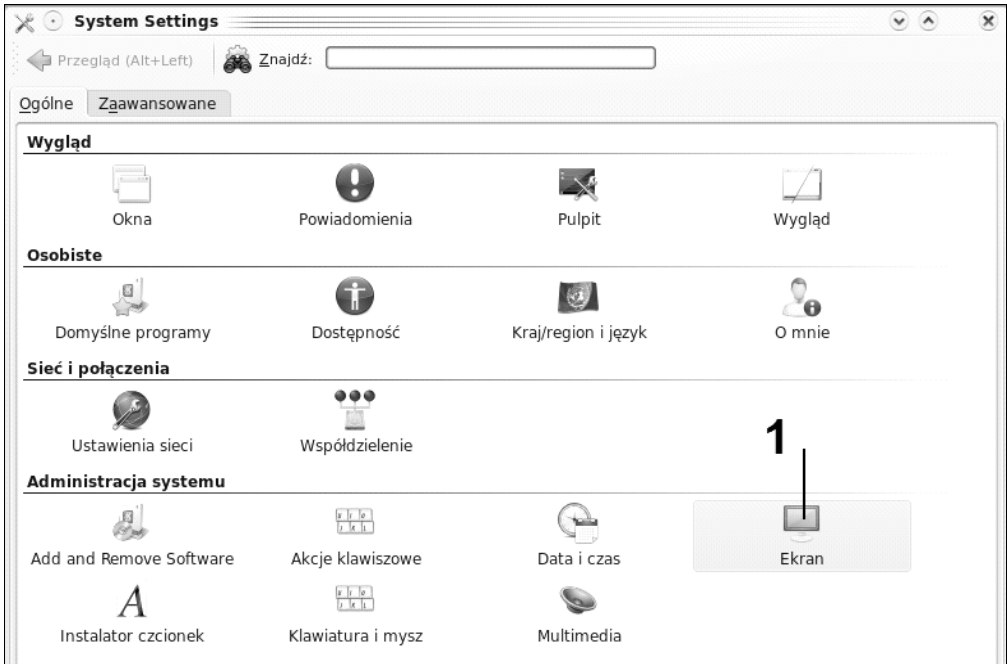 System Settings
Przegląd (Alt+Left) Znajdź:
Ogólne Zaawansowane
Wygląd
Okna Powiadomienia Pulpit Wygląd
Osobiste
Domyślne programy Dostępność Kraj/region i język O mnie
Sieć i połączenia
Ustawienia sieci Współdzielenie
1
Administracja systemu
Add and Remove Software Akcje klawiszowe Data i czas Ekran
Instalator czcionek Klawiatura i mysz Multimedia